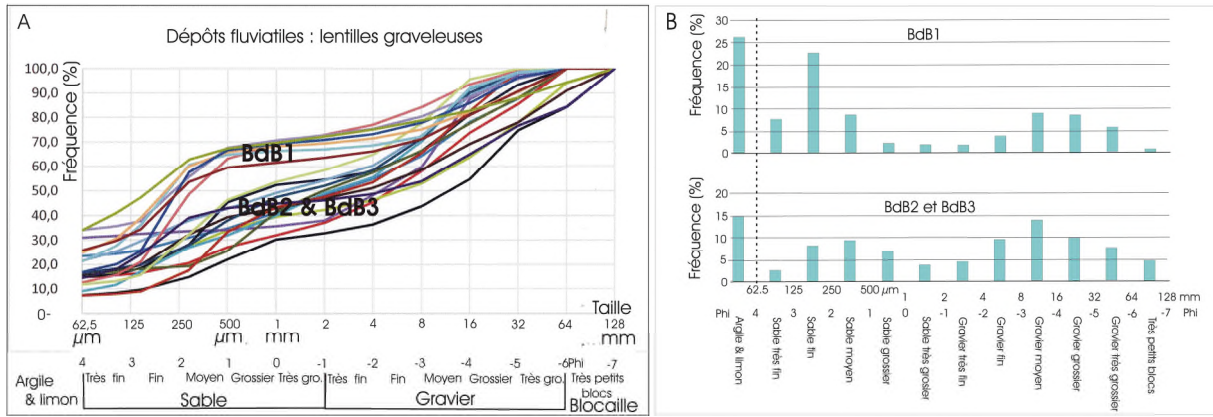 A
Dépôts fluviatiles : lentilles graveleuses
Fréquence (%)
100,0
90,0
80,0
70,0
60,0
50,0
40,0
30,0
20,0
10,0
0-
BdB1
BdB2 & BdB3
Taille
62,5 125 250 500 1 2 4 8 16 32 64 128
µm µm mm mm
4 3 2 1 0 -1 -2 -3 -4 -5 -6 Phi -7
Argile & limon
Très fin Fin Moyen Grossier Très gro. Très fin Fin Moyen Grossier Très gro. Très petits blocs
Sable Gravier Blocaille
B
BdB1
Fréquence (%)
30
25
20
15
10
5
0
BdB2 et BdB3
Frécuence (%)
20
15
10
5
0
62.5 125 250 500 µm 1 2 4 8 16 32 64 128 mm
Phi 4 3 2 1 0 -1 -2 -3 -4 -5 -6 -7 Phi
Argile & limon
Sable très fin
Sable fin
Sable moyen
Sable grossier
Sable très grossier
Gravier très fin
Gravier fin
Gravier moyen
Gravier grossier
Gravier très grossier
Très petits blocs